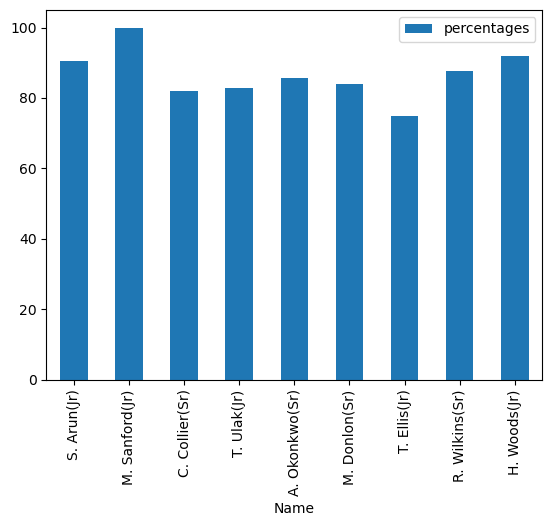 percentages
100
80
60
40
20
0
S. Arun(Jr)
M. Sanford(Jr)
C. Collier(Sr)
T. Ulak(Jr)
A. Okonkwo(Sr)
M. Donlon(Sr)
T. Ellis(Jr)
R. Wilkins(Sr)
H. Woods(Jr)
Name